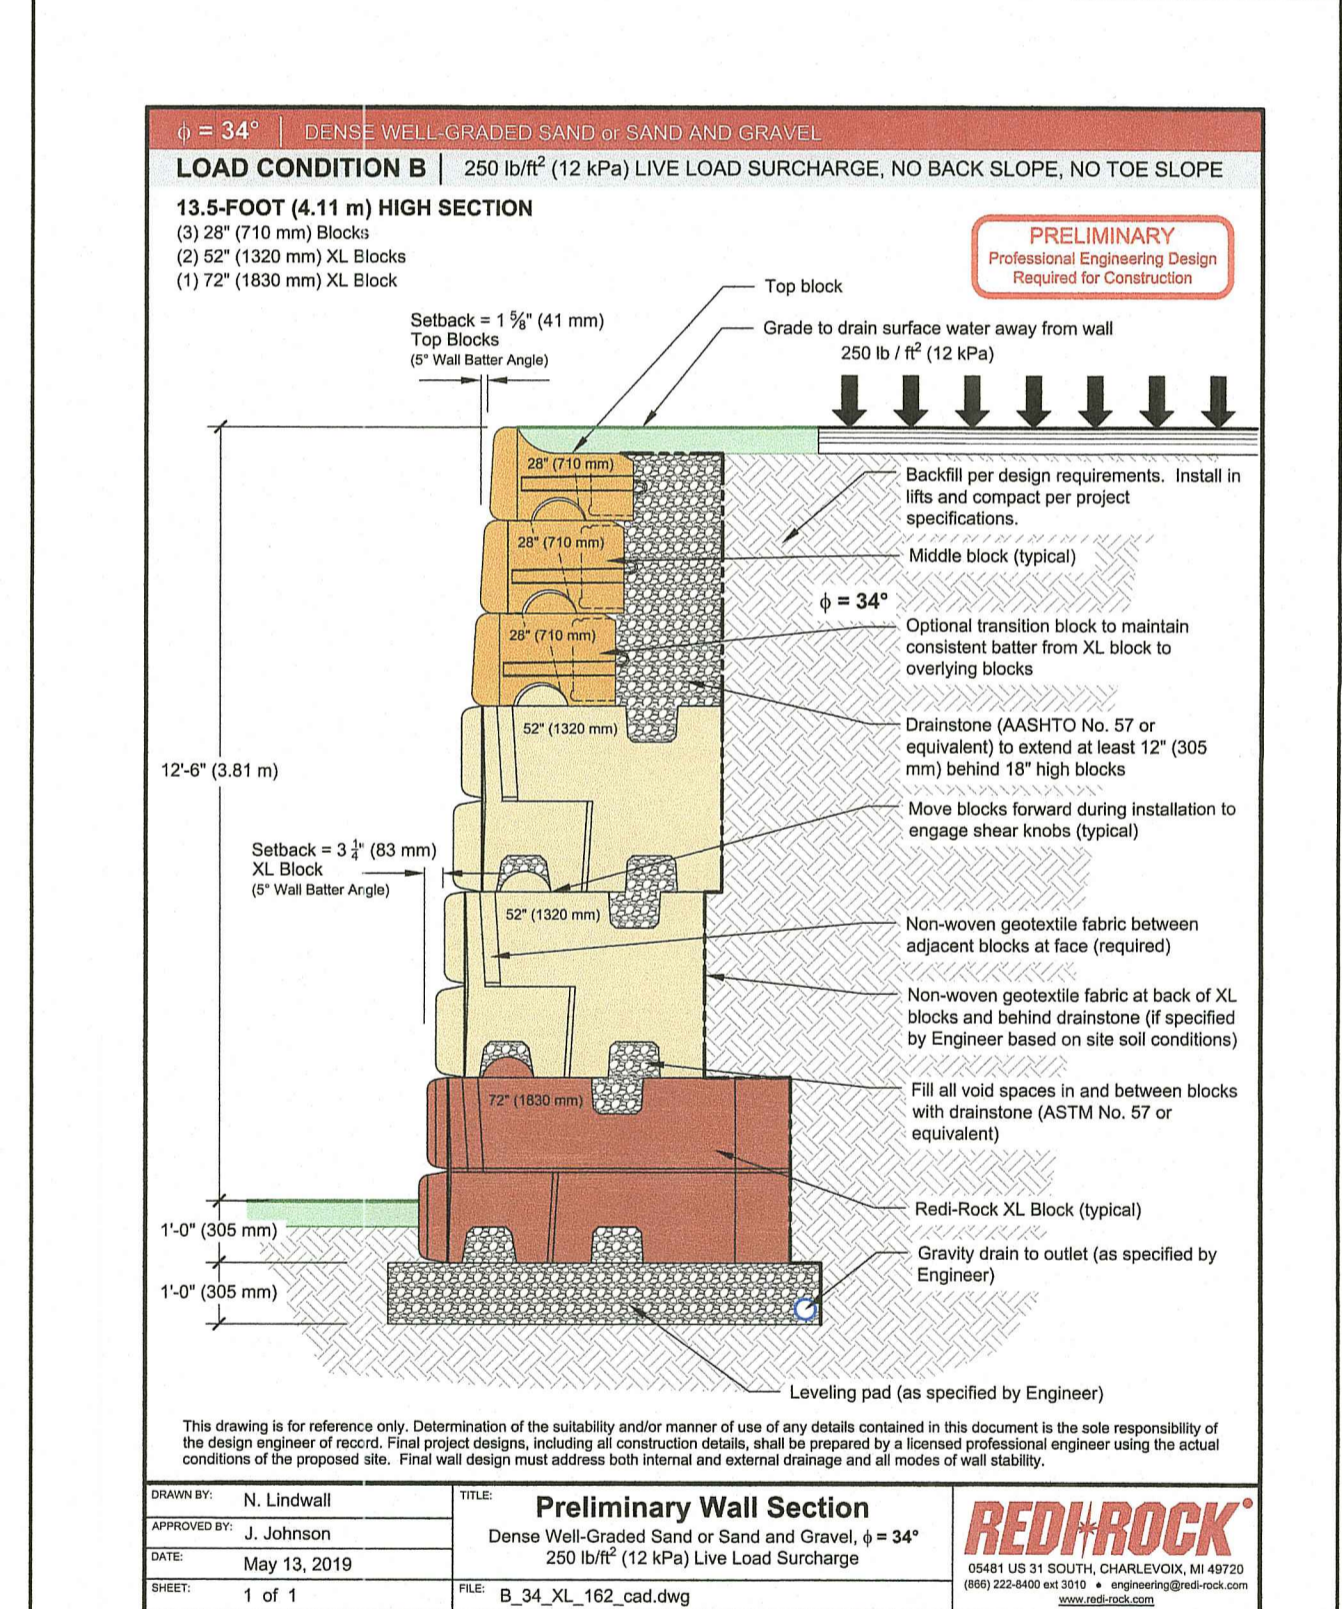 ϕ = 34° | DENSE WELL-GRADED SAND or SAND AND GRAVEL
LOAD CONDITION B | 250 lb/ft² (12 kPa) LIVE LOAD SURCHARGE, NO BACK SLOPE, NO TOE SLOPE
13.5-FOOT (4.11 m) HIGH SECTION
(3) 28" (710 mm) Blocks
(2) 52" (1320 mm) XL Blocks
(1) 72" (1830 mm) XL Block
PRELIMINARY
Professional Engineering Design
Required for Construction
Top block
Setback = 1 ⅝" (41 mm)
Top Blocks
(5° Wall Batter Angle)
Grade to drain surface water away from wall
250 lb / ft² (12 kPa)
28" (710 mm)
Backfill per design requirements. Install in
lifts and compact per project
specifications.
28" (710 mm)
Middle block (typical)
ϕ = 34°
28" (710 mm)
Optional transition block to maintain
consistent batter from XL block to
overlying blocks
52" (1320 mm)
Drainstone (AASHTO No. 57 or
equivalent) to extend at least 12" (305
mm) behind 18" high blocks
12'-6" (3.81 m)
Move blocks forward during installation to
engage shear knobs (typical)
Setback = 3 ¼" (83 mm)
XL Block
(5° Wall Batter Angle)
52" (1320 mm)
Non-woven geotextile fabric between
adjacent blocks at face (required)
Non-woven geotextile fabric at back of XL
blocks and behind drainstone (if specified
by Engineer based on site soil conditions)
72" (1830 mm)
Fill all void spaces in and between blocks
with drainstone (ASTM No. 57 or
equivalent)
Redi-Rock XL Block (typical)
1'-0" (305 mm)
Gravity drain to outlet (as specified by
Engineer)
1'-0" (305 mm)
Leveling pad (as specified by Engineer)
This drawing is for reference only. Determination of the suitability and/or manner of use of any details contained in this document is the sole responsibility of
the design engineer of record. Final project designs, including all construction details, shall be prepared by a licensed professional engineer using the actual
conditions of the proposed site. Final wall design must address both internal and external drainage and all modes of wall stability.
DRAWN BY: N. Lindwall
APPROVED BY: J. Johnson
DATE: May 13, 2019
SHEET: 1 of 1
TITLE: Preliminary Wall Section
Dense Well-Graded Sand or Sand and Gravel, ϕ = 34°
250 lb/ft² (12 kPa) Live Load Surcharge
FILE: B_34_XL_162_cad.dwg
REDI-ROCK
05481 US 31 SOUTH, CHARLEVOIX, MI 49720
(866) 222-8400 ext 3010 • engineering@redi-rock.com
www.redi-rock.com